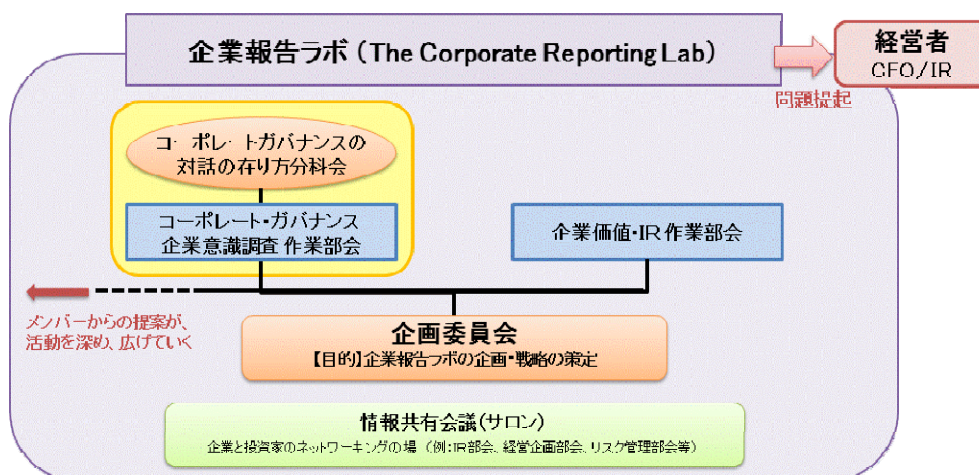 企業報告ラボ（The Corporate Reporting Lab）
経営者
CFO/IR
問題提起
コーポレートガバナンスの
対話の在り方分科会
コーポレート・ガバナンス
企業意識調査 作業部会
企業価値・IR 作業部会
メンバーからの提案が、
活動を深め、広げていく
企画委員会
【目的】企業報告ラボの企画・戦略の策定
情報共有会議(サロン)
企業と投資家のネットワーキングの場 （例：IR部会、経営企画部会、リスク管理部会等）